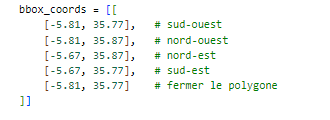 bbox_coords = [[
    [-5.81, 35.77],   # sud-ouest
    [-5.81, 35.87],   # nord-ouest
    [-5.67, 35.87],   # nord-est
    [-5.67, 35.77],   # sud-est
    [-5.81, 35.77]    # fermer le polygone
]]